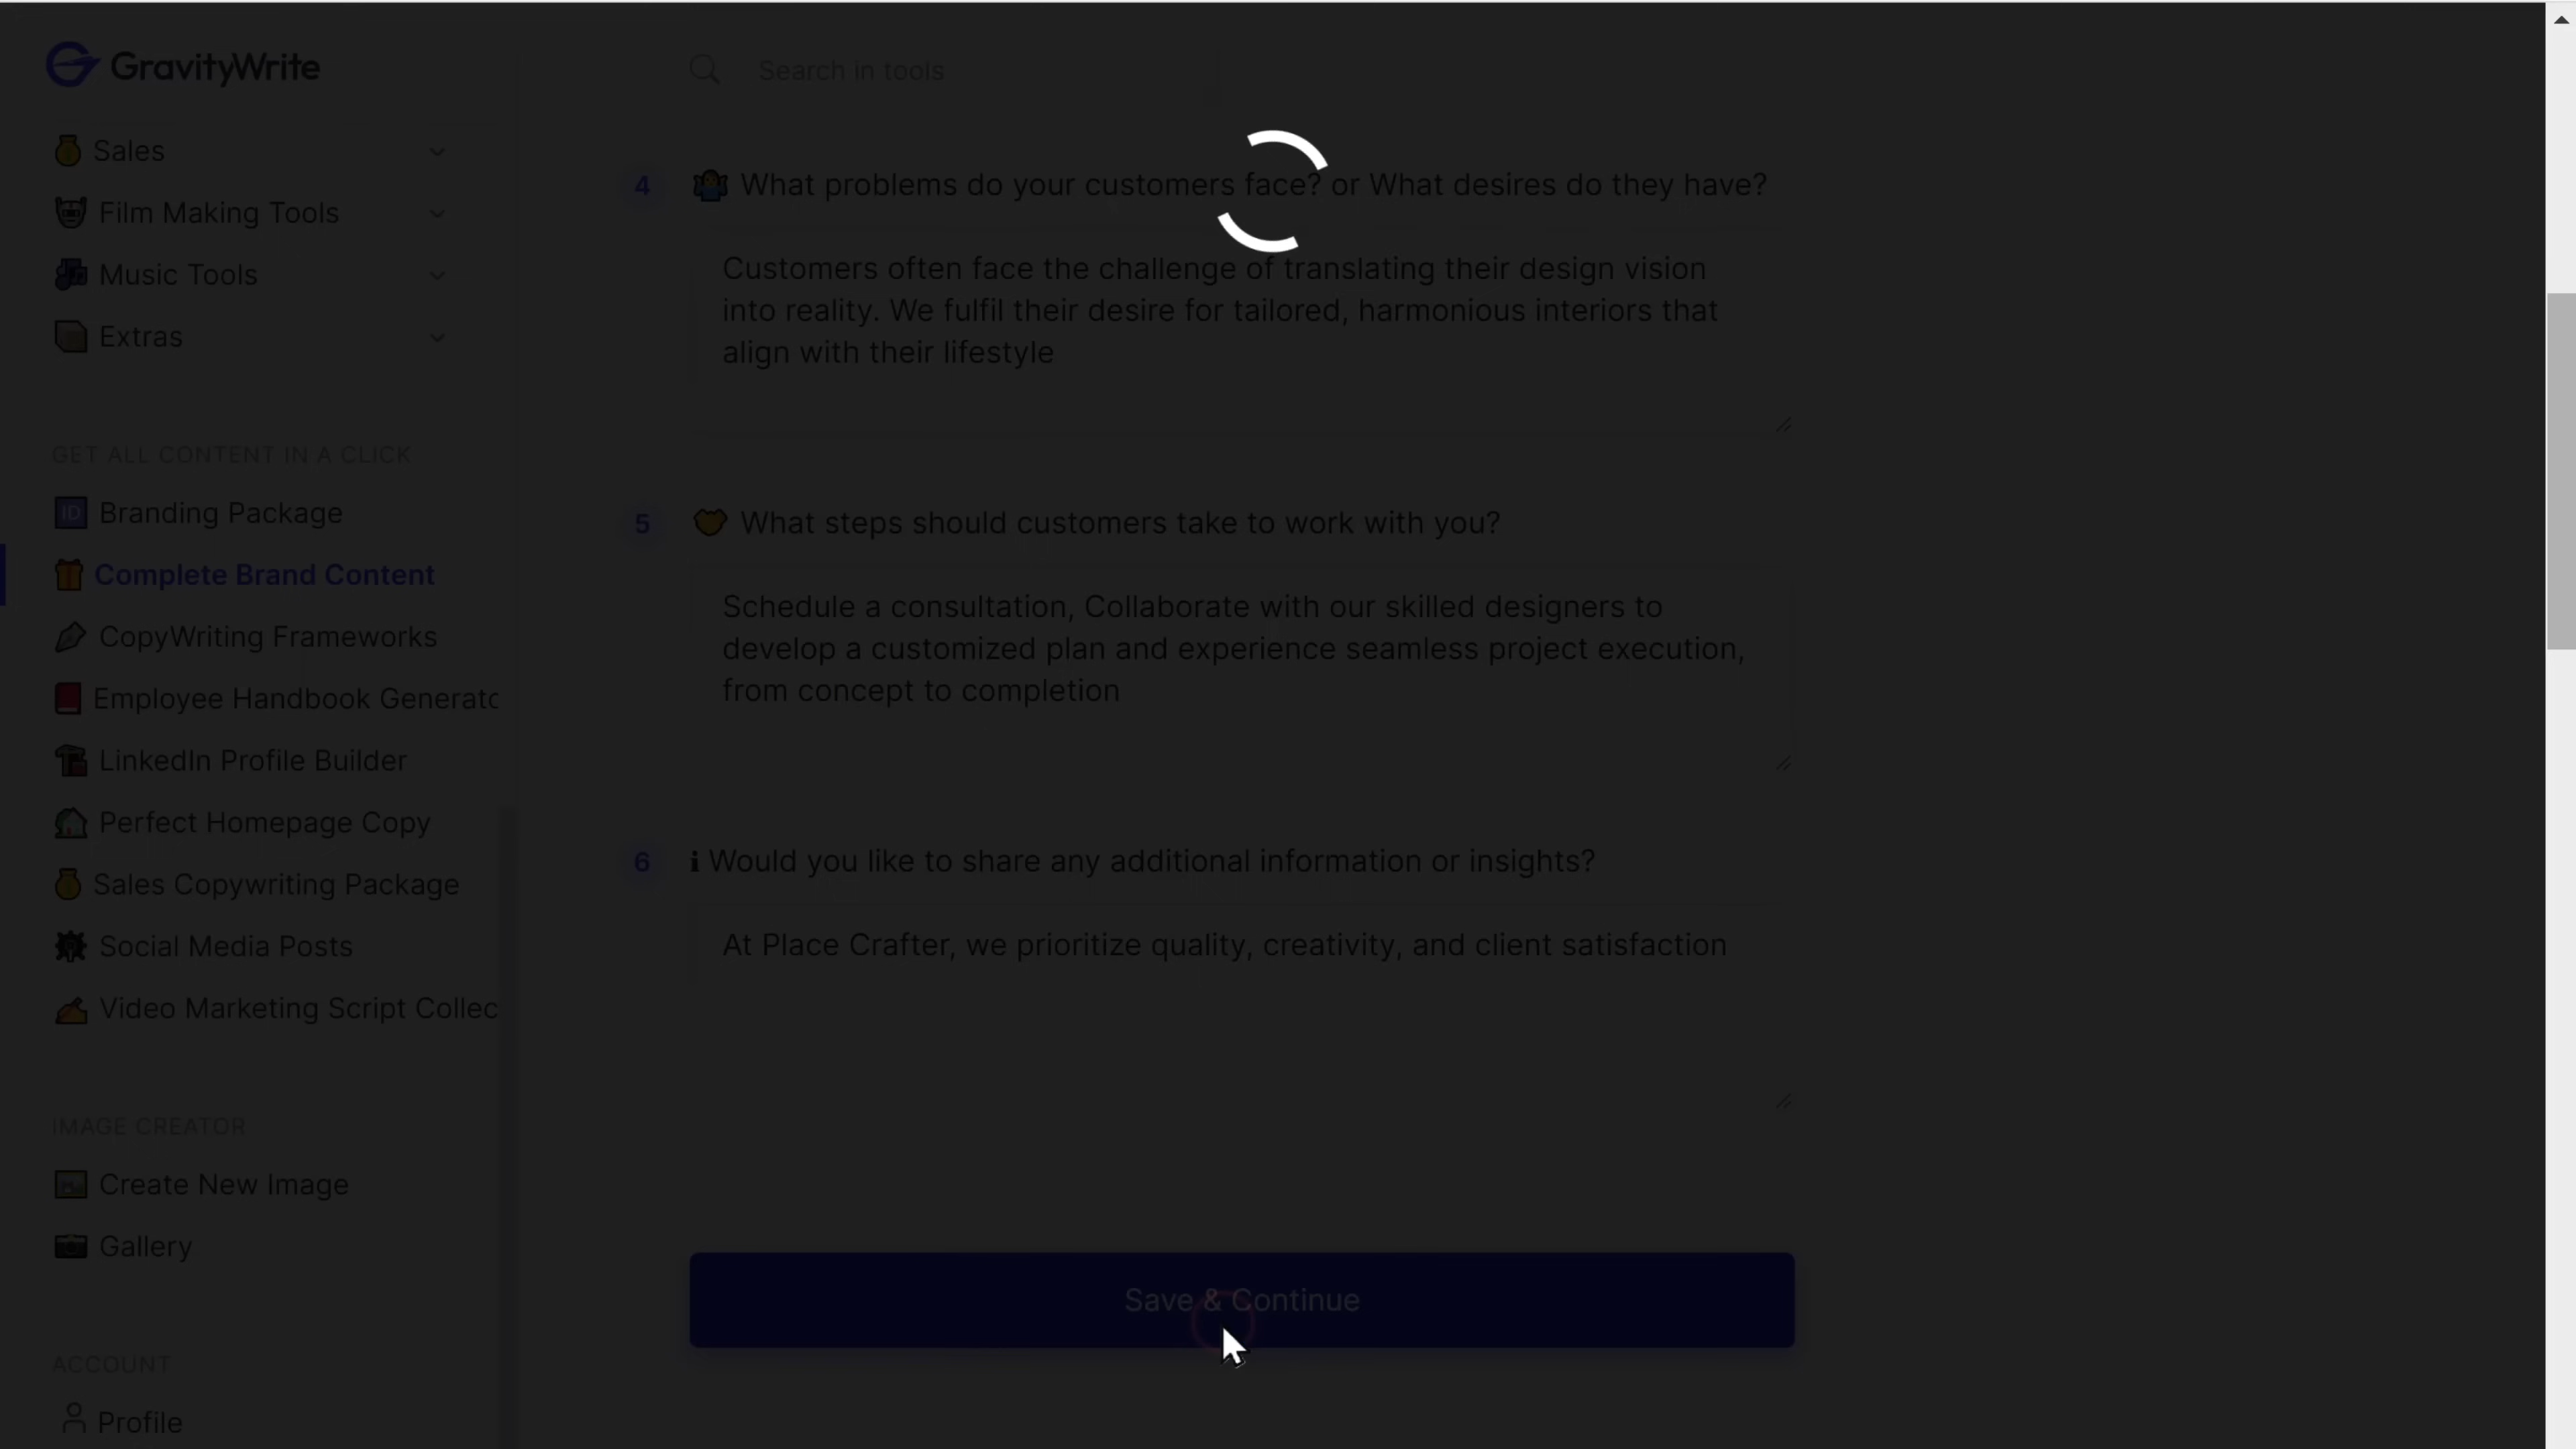 GravityWrite
Search in tools
Sales
Film Making Tools
Music Tools
Extras
GET ALL CONTENT IN A CLICK
ID Branding Package
Complete Brand Content
CopyWriting Frameworks
Employee Handbook Generato
LinkedIn Profile Builder
Perfect Homepage Copy
Sales Copywriting Package
Social Media Posts
Video Marketing Script Collec
IMAGE CREATOR
Create New Image
Gallery
ACCOUNT
Profile
4 What problems do your customers face? or What desires do they have?
Customers often face the challenge of translating their design vision
into reality. We fulfil their desire for tailored, harmonious interiors that
align with their lifestyle
5 What steps should customers take to work with you?
Schedule a consultation, Collaborate with our skilled designers to
develop a customized plan and experience seamless project execution,
from concept to completion
6 ℹ Would you like to share any additional information or insights?
At Place Crafter, we prioritize quality, creativity, and client satisfaction
Save & Continue